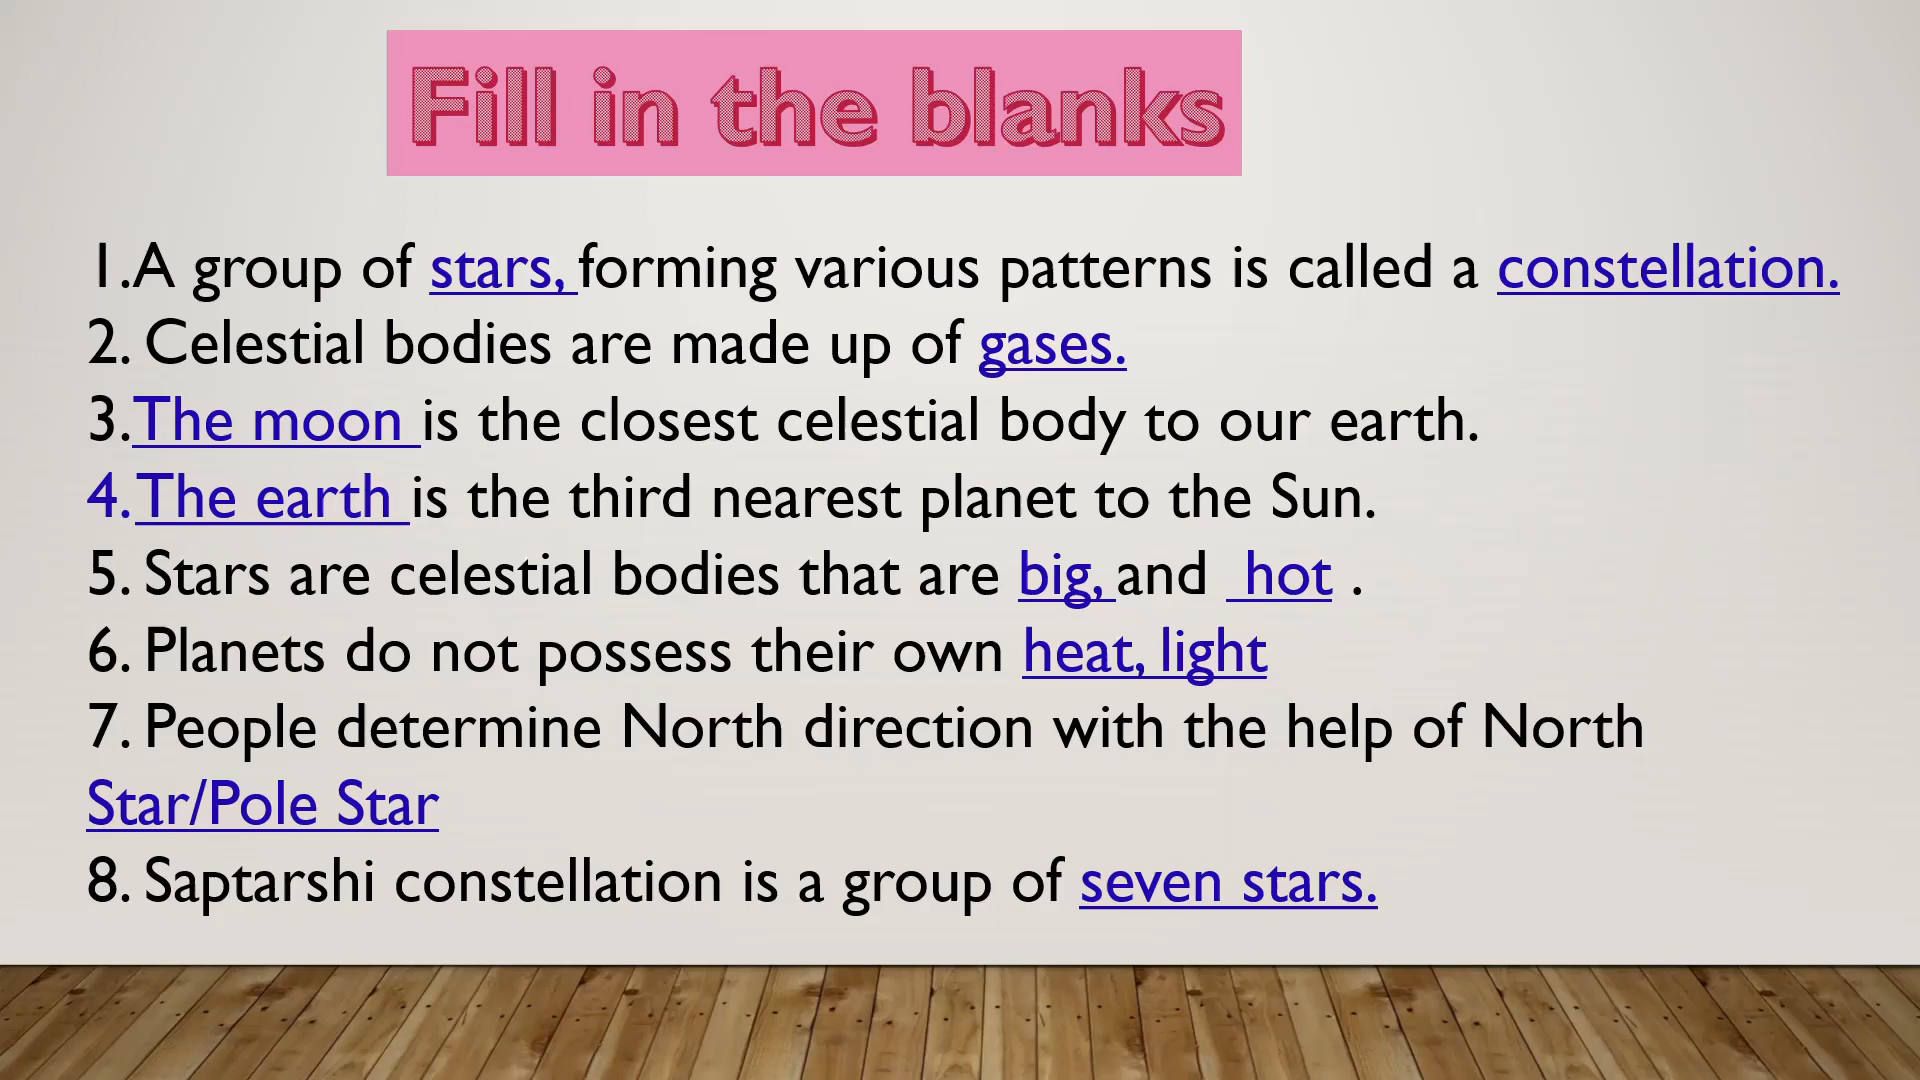 Fill in the blanks
1.A group of stars, forming various patterns is called a constellation.
2. Celestial bodies are made up of gases.
3.The moon is the closest celestial body to our earth.
4.The earth is the third nearest planet to the Sun.
5. Stars are celestial bodies that are big, and  hot .
6. Planets do not possess their own heat, light
7. People determine North direction with the help of North
Star/Pole Star
8. Saptarshi constellation is a group of seven stars.